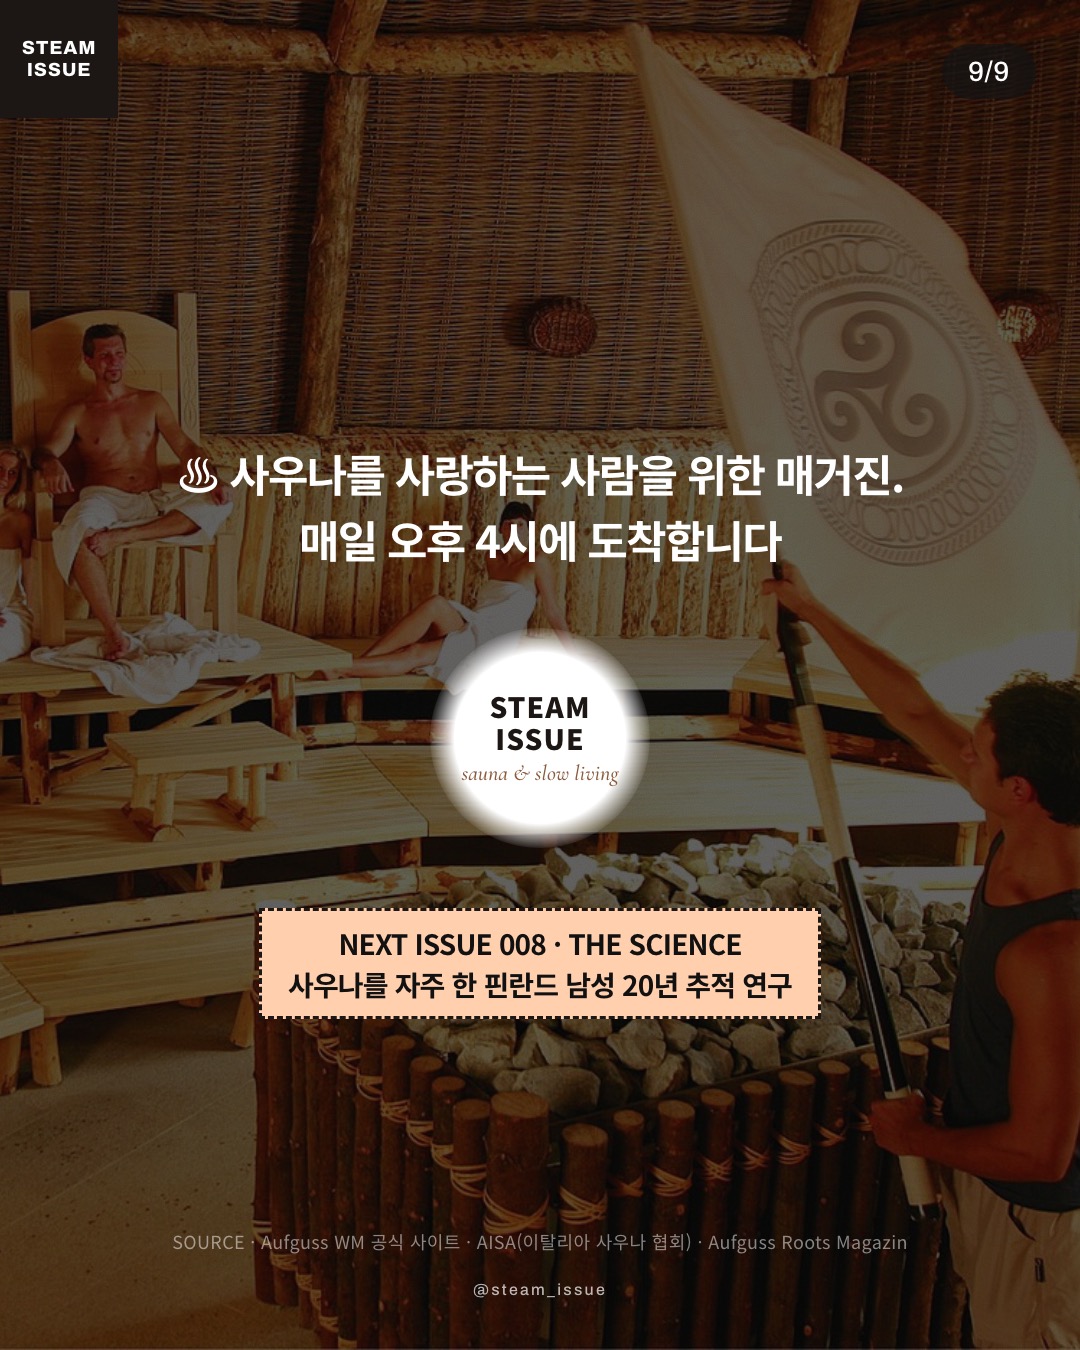 STEAM
ISSUE
9/9
♨ 사우나를 사랑하는 사람을 위한 매거진.
매일 오후 4시에 도착합니다
STEAM
ISSUE
sauna & slow living
NEXT ISSUE 008 · THE SCIENCE
사우나를 자주 한 핀란드 남성 20년 추적 연구
SOURCE · Aufguss WM 공식 사이트 · AISA(이탈리아 사우나 협회) · Aufguss Roots Magazin
@steam_issue